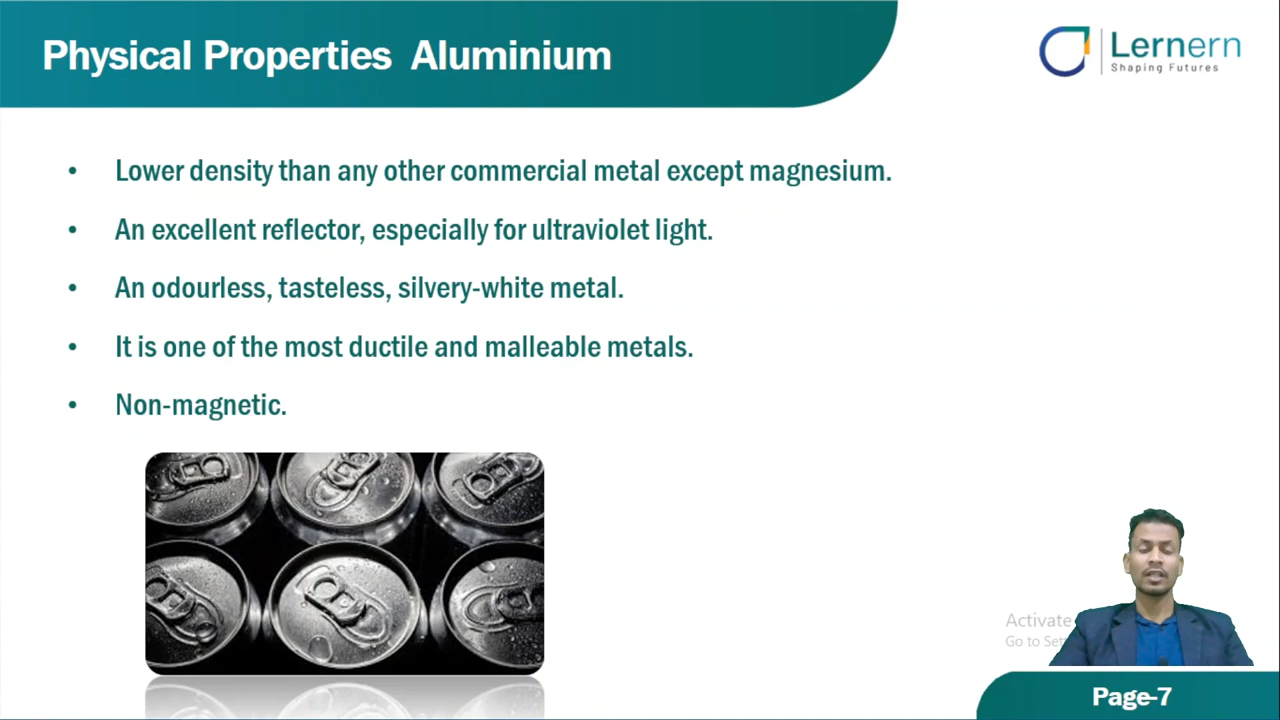 Physical Properties Aluminium
Lernern
Shaping Futures
• Lower density than any other commercial metal except magnesium.
• An excellent reflector, especially for ultraviolet light.
• An odourless, tasteless, silvery-white metal.
• It is one of the most ductile and malleable metals.
• Non-magnetic.
Activate
Go to
Page-7